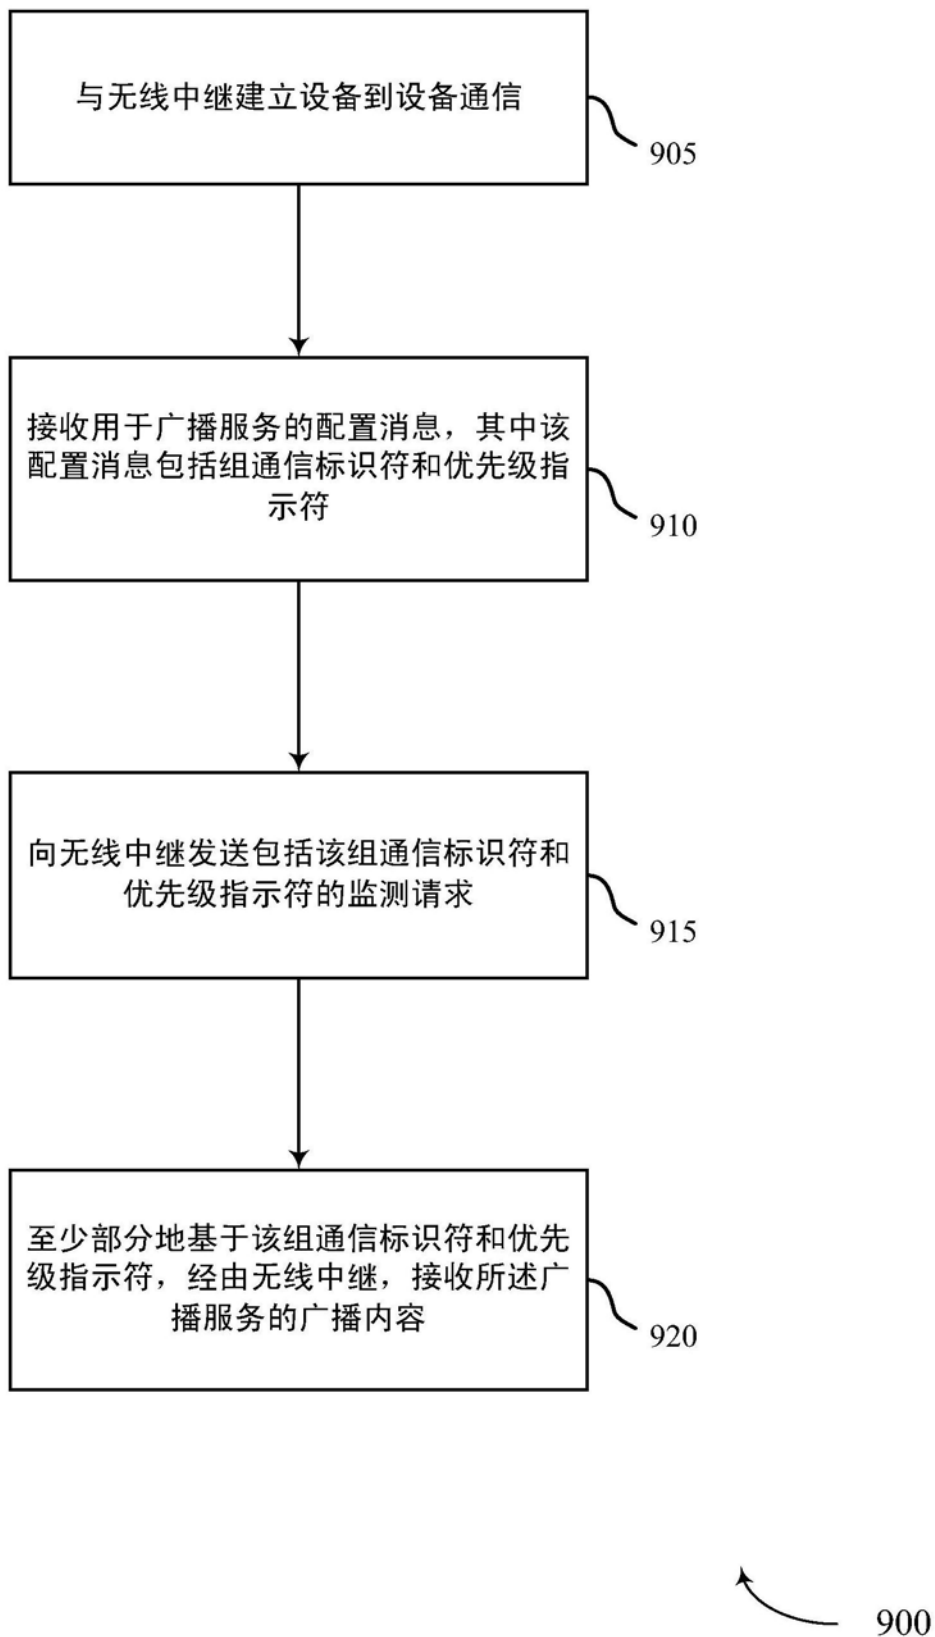 与无线中继建立设备到设备通信
905
接收用于广播服务的配置消息，其中该
配置消息包括组通信标识符和优先级指
示符
910
向无线中继发送包括该组通信标识符和
优先级指示符的监测请求
915
至少部分地基于该组通信标识符和优先
级指示符，经由无线中继，接收所述广
播服务的广播内容
920
900